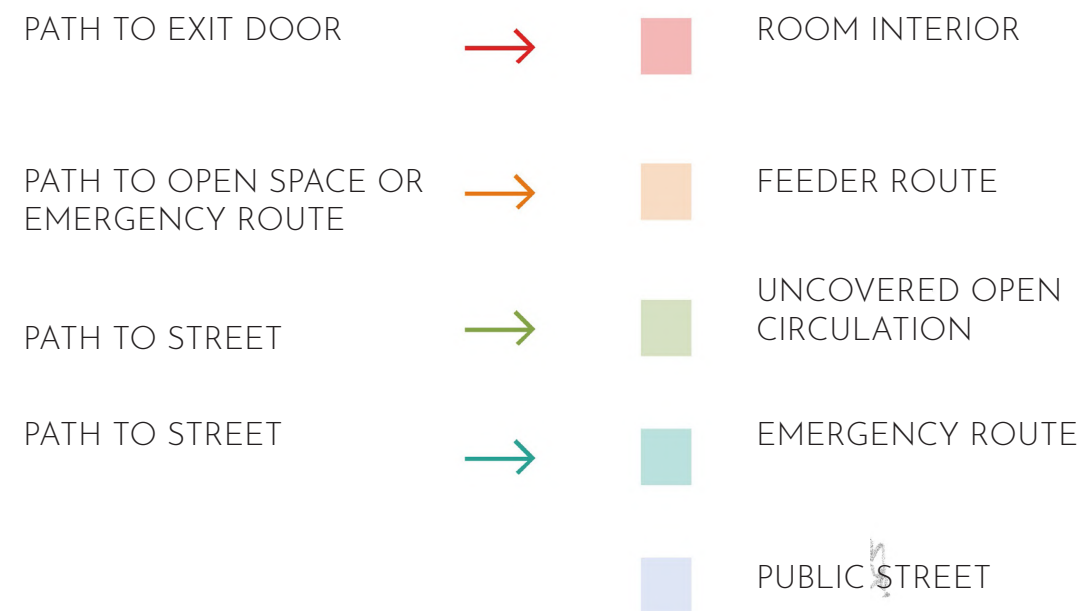 PATH TO EXIT DOOR
ROOM INTERIOR
PATH TO OPEN SPACE OR
EMERGENCY ROUTE
FEEDER ROUTE
PATH TO STREET
UNCOVERED OPEN
CIRCULATION
PATH TO STREET
EMERGENCY ROUTE
PUBLIC STREET